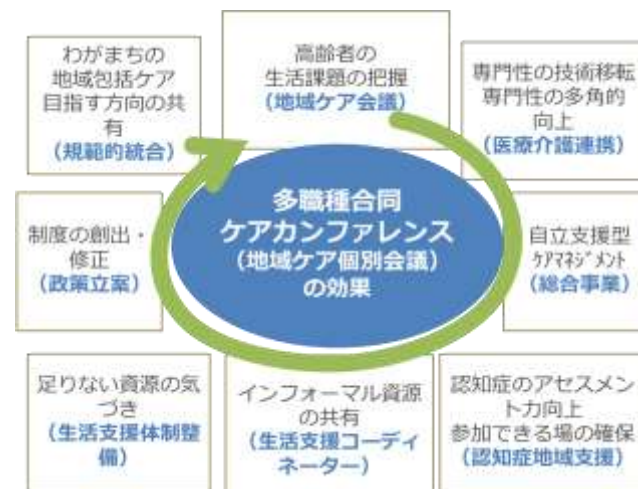 わがまちの
地域包括ケア
目指す方向の共
有
（規範的統合）
高齢者の
生活課題の把握
（地域ケア会議）
専門性の技術移転
専門性の多角的
向上
（医療介護連携）
制度の創出・
修正
（政策立案）
多職種合同
ケアカンファレンス
（地域ケア個別会議）
の効果
自立支援型
ｹｱﾏﾈｼﾞﾒﾝﾄ
（総合事業）
足りない資源の気
づき
（生活支援体制整
備）
インフォーマル資源
の共有
（生活支援コーディ
ネーター）
認知症のアセスメン
ト力向上
参加できる場の確保
（認知症地域支援）